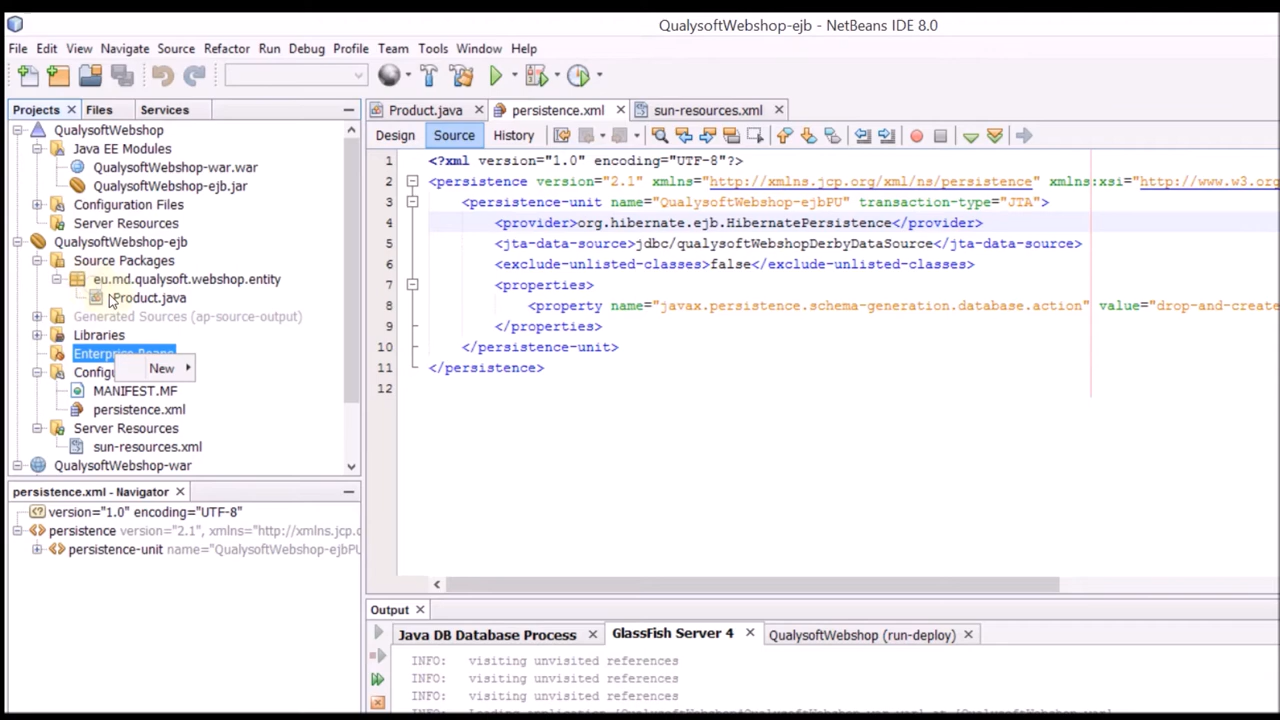 QualysoftWebshop-ejb - NetBeans IDE 8.0
File Edit View Navigate Source Refactor Run Debug Profile Team Tools Window Help
Projects Files Services
QualysoftWebshop
Java EE Modules
QualysoftWebshop-war.war
QualysoftWebshop-ejb.jar
Configuration Files
Server Resources
QualysoftWebshop-ejb
Source Packages
eu.md.qualysoft.webshop.entity
Product.java
Generated Sources (ap-source-output)
Libraries
Enterprise Beans
New
MANIFEST.MF
persistence.xml
Server Resources
sun-resources.xml
QualysoftWebshop-war
persistence.xml - Navigator
version="1.0" encoding="UTF-8"
persistence version="2.1", xmlns="http://xmlns.jcp.o
persistence-unit name="QualysoftWebshop-ejbPU
Product.java persistence.xml sun-resources.xml
Design Source History
1 <?xml version="1.0" encoding="UTF-8"?>
2 <persistence version="2.1" xmlns="http://xmlns.jcp.org/xml/ns/persistence" xmlns:xsi="http://www.w3.org
3 <persistence-unit name="QualysoftWebshop-ejbPU" transaction-type="JTA">
4 <provider>org.hibernate.ejb.HibernatePersistence</provider>
5 <jta-data-source>jdbc/qualysoftWebshopDerbyDataSource</jta-data-source>
6 <exclude-unlisted-classes>false</exclude-unlisted-classes>
7 <properties>
8 <property name="javax.persistence.schema-generation.database.action" value="drop-and-create
9 </properties>
10 </persistence-unit>
11 </persistence>
12
Output
Java DB Database Process GlassFish Server 4 QualysoftWebshop (run-deploy)
INFO: visiting unvisited references
INFO: visiting unvisited references
INFO: visiting unvisited references